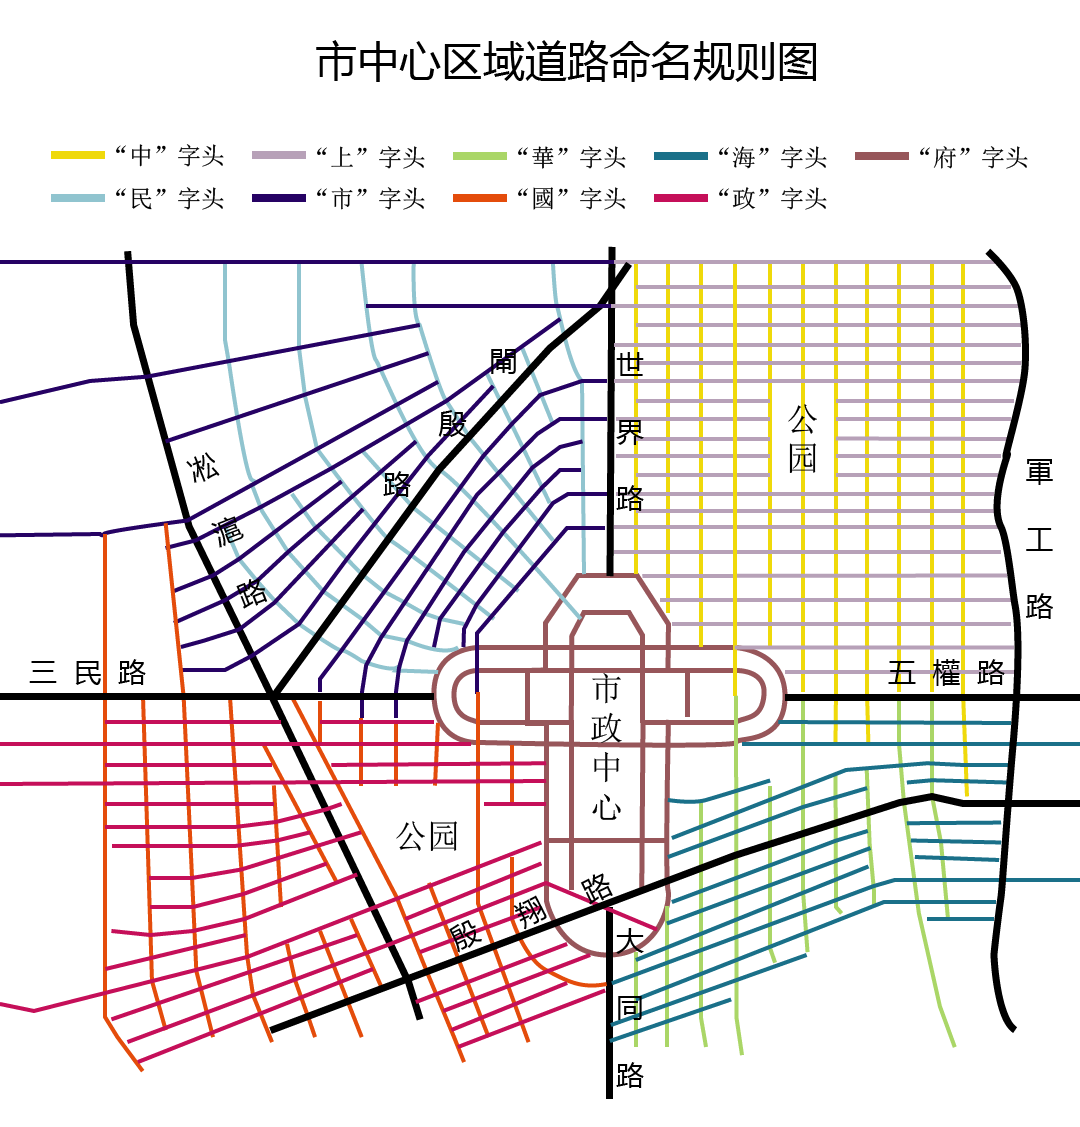 市中心区域道路命名规则图
“中”字头 “上”字头 “華”字头 “海”字头 “府”字头
“民”字头 “市”字头 “國”字头 “政”字头
閘殷路
世界路
公园
淞滬路
軍工路
三民路
五權路
市政中心
公园
殷翔路
大同路